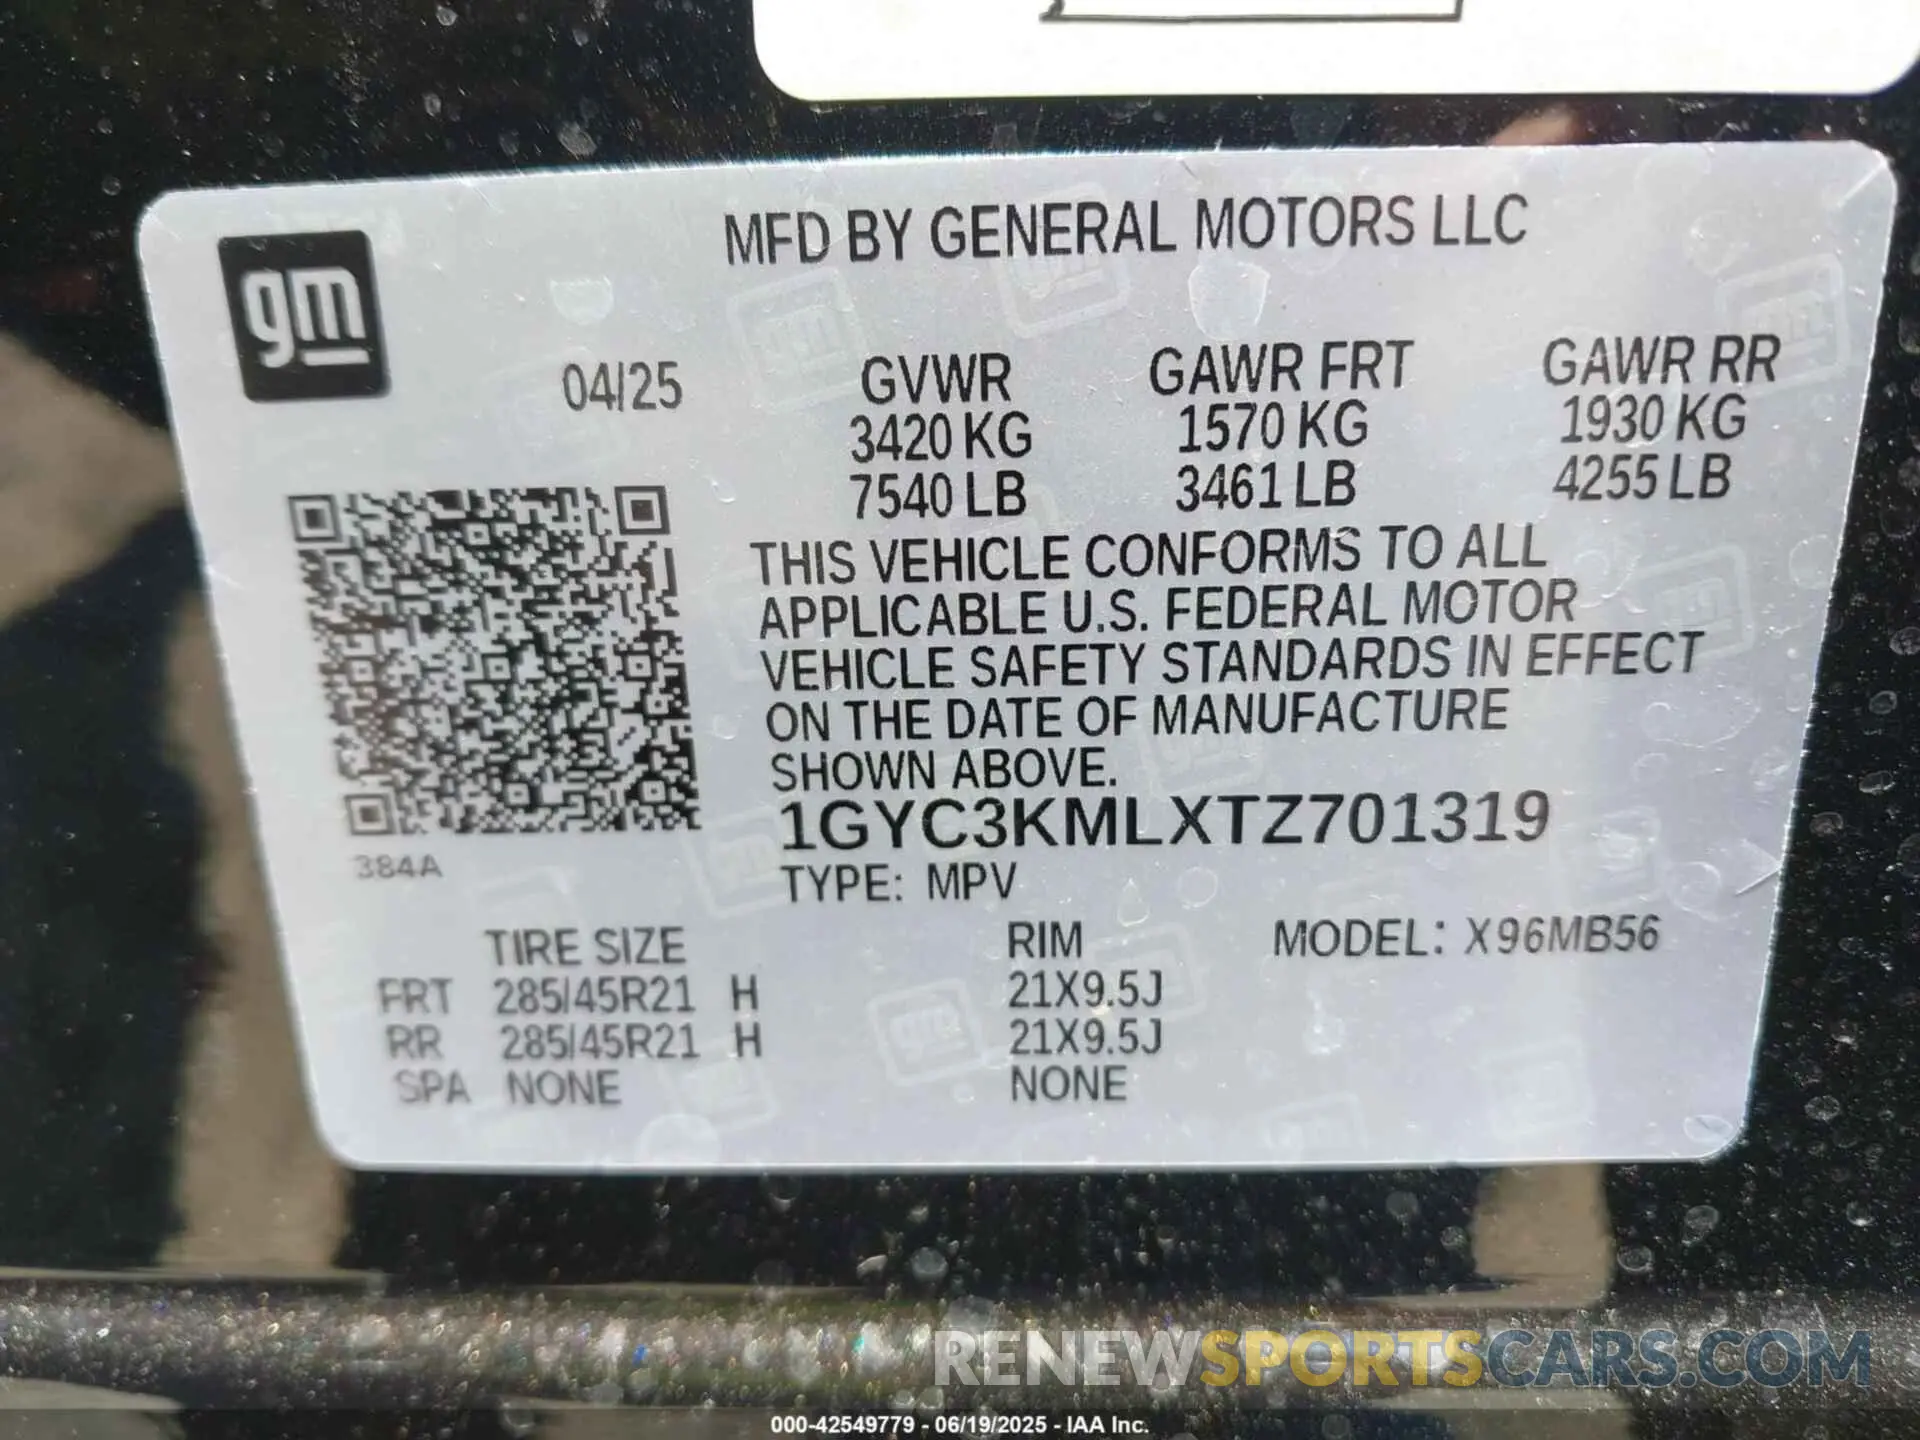 gm
MFD BY GENERAL MOTORS LLC
04/25
GVWR GAWR FRT GAWR RR
3420 KG 1570 KG 1930 KG
7540 LB 3461 LB 4255 LB
THIS VEHICLE CONFORMS TO ALL
APPLICABLE U.S. FEDERAL MOTOR
VEHICLE SAFETY STANDARDS IN EFFECT
ON THE DATE OF MANUFACTURE
SHOWN ABOVE.
1GYC3KMLXTZ701319
384A
TYPE: MPV
TIRE SIZE RIM MODEL: X96MB56
FRT 285/45R21 H 21X9.5J
RR 285/45R21 H 21X9.5J
SPA NONE NONE
RENEWSPORTSCARS.COM
000-42549779 - 06/19/2025 - IAA Inc.